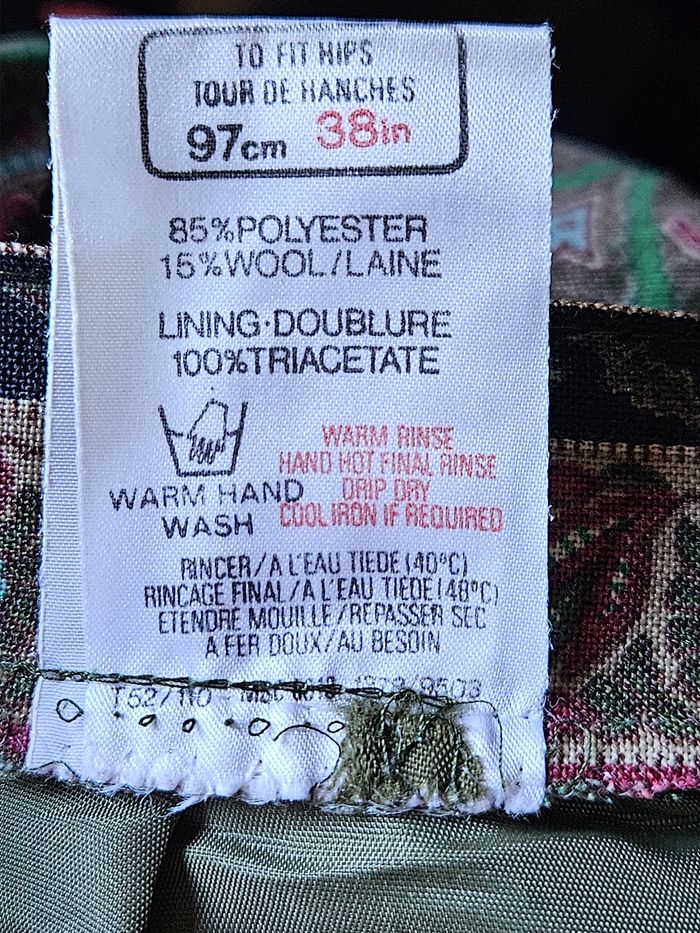 TO FIT HIPS
TOUR DE HANCHES
97cm 38in
85%POLYESTER
15%WOOL/LAINE
LINING·DOUBLURE
100%TRIACETATE
WARM HAND
WASH
WARM RINSE
HAND HOT FINAL RINSE
DRIP DRY
COOL IRON IF REQUIRED
RINCER/A L'EAU TIEDE(40°C)
RINCAGE FINAL/A L'EAU TIEDE(48°C)
ETENDRE MOUILLE/REPASSER SEC
A FER DOUX/AU BESOIN
T52/110